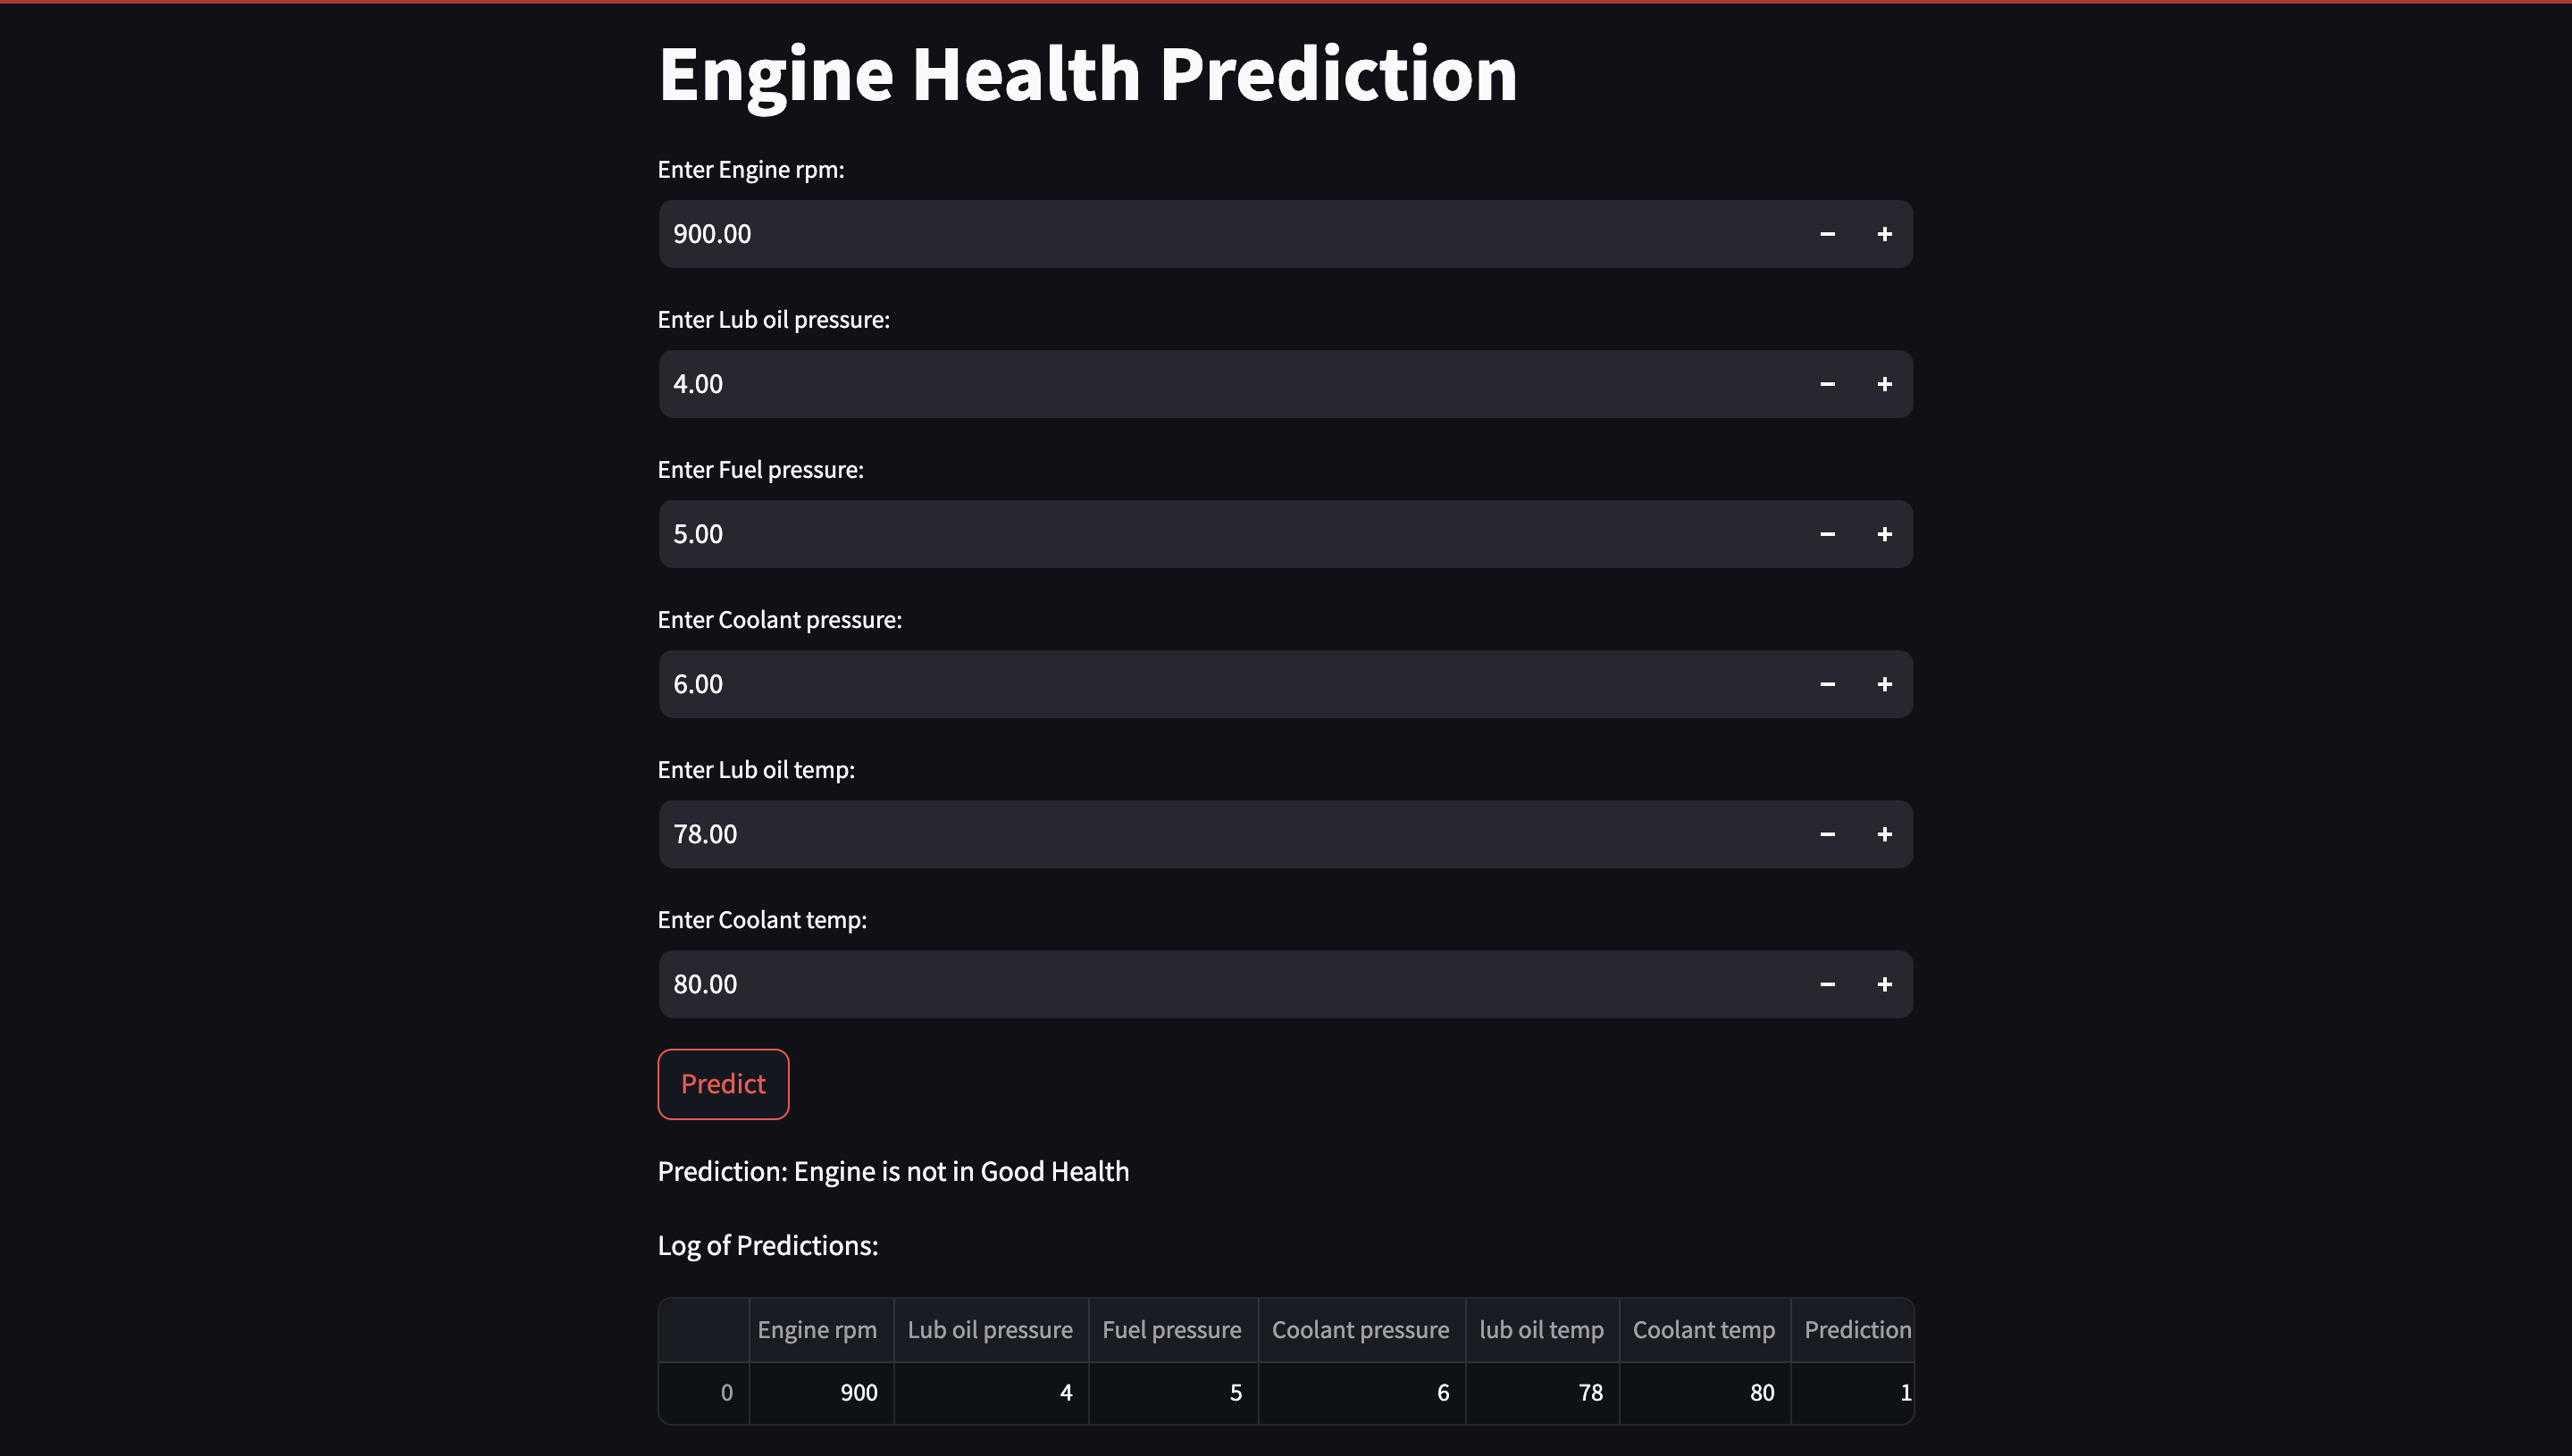 Engine Health Prediction
Enter Engine rpm:
900.00 − +
Enter Lub oil pressure:
4.00 − +
Enter Fuel pressure:
5.00 − +
Enter Coolant pressure:
6.00 − +
Enter Lub oil temp:
78.00 − +
Enter Coolant temp:
80.00 − +
Predict
Prediction: Engine is not in Good Health
Log of Predictions:
Engine rpm Lub oil pressure Fuel pressure Coolant pressure lub oil temp Coolant temp Prediction
0 900 4 5 6 78 80 1